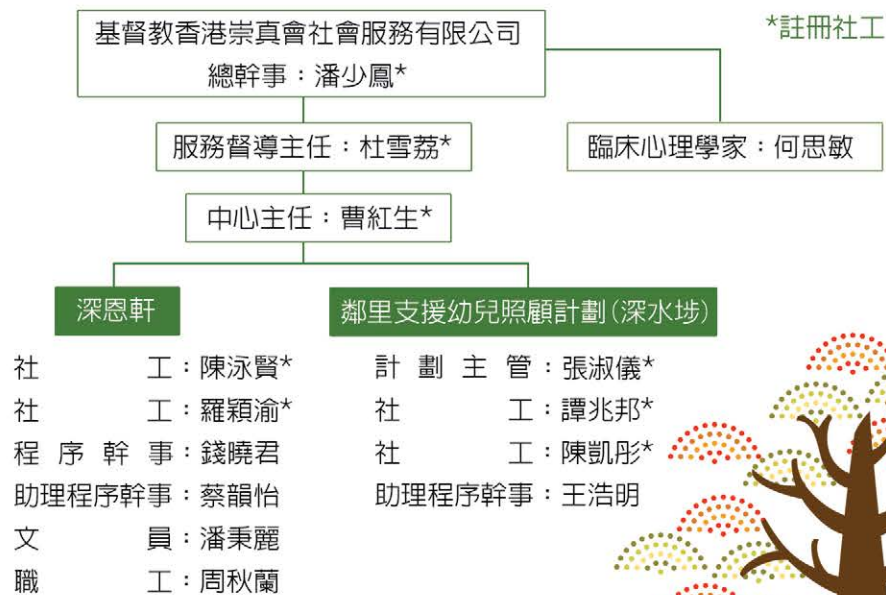 基督教香港崇真會社會服務有限公司
總幹事：潘少鳳*
*註冊社工
服務督導主任：杜雪荔*
臨床心理學家：何思敏
中心主任：曹紅生*
深恩軒
社工：陳泳賢*
社工：羅穎渝*
程序幹事：錢曉君
助理程序幹事：蔡韻怡
文員：潘秉麗
職工：周秋蘭
鄰里支援幼兒照顧計劃(深水埗)
計劃主管：張淑儀*
社工：譚兆邦*
社工：陳凱彤*
助理程序幹事：王浩明